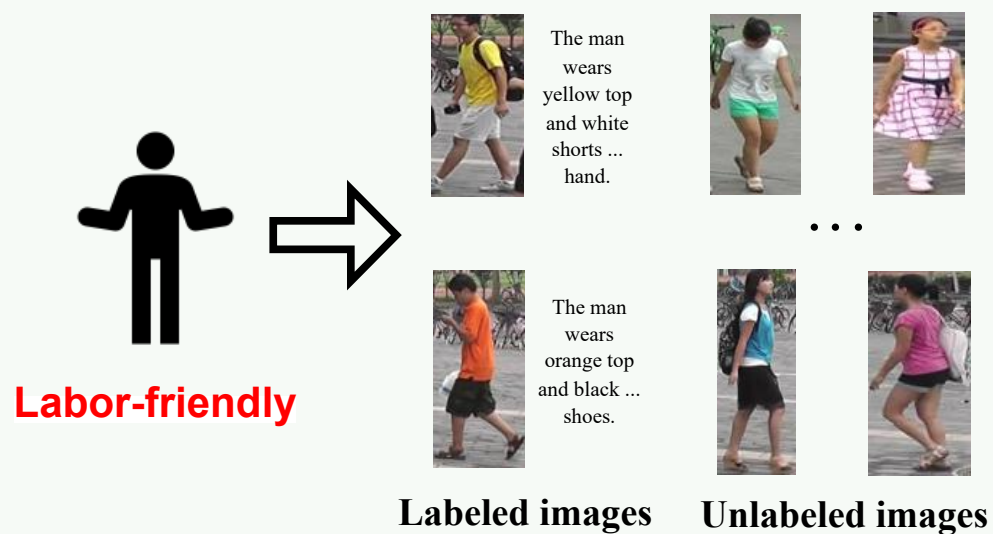 The man
wears
yellow top
and white
shorts ...
hand.
...
The man
wears
orange top
and black ...
shoes.
Labor-friendly
Labeled images
Unlabeled images